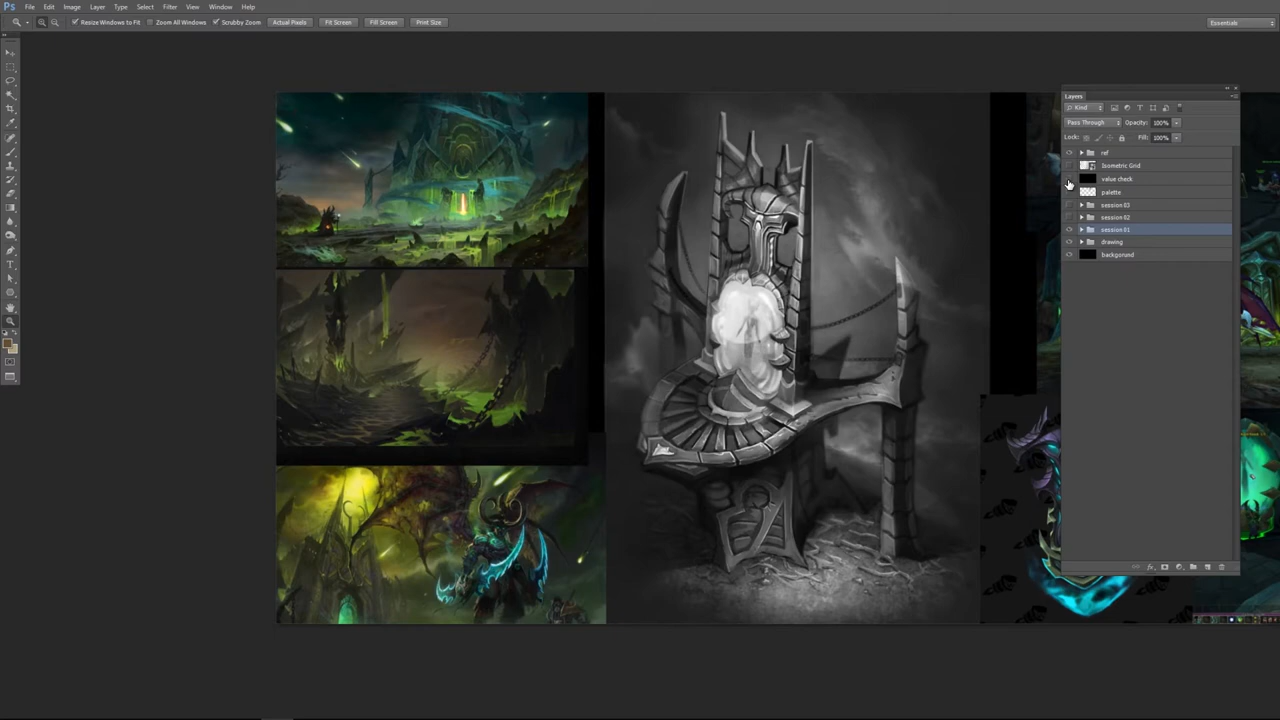 Ps File Edit Image Layer Type Select Filter View Window Help
Resize Windows to Fit Zoom All Windows Scrubby Zoom Actual Pixels Fit Screen Fill Screen Print Size Essentials
Layers
Kind
Pass Through Opacity: 100%
Lock: Fill: 100%
ref
Isometric Grid
value check
palette
session 03
session 02
session 01
drawing
backgorund